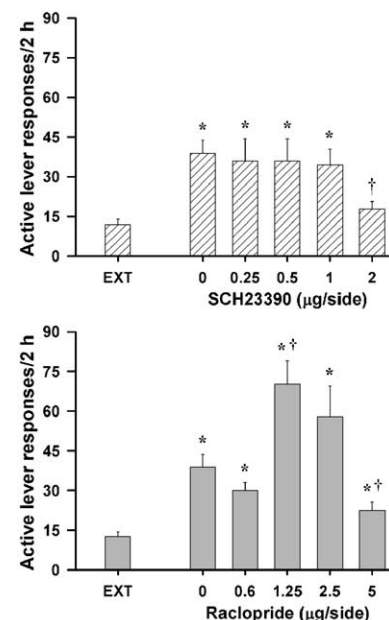 Active lever responses/2 h
90
75
60
45
30
15
0
* * * * †
EXT 0 0.25 0.5 1 2
SCH23390 (μg/side)
Active lever responses/2 h
90
75
60
45
30
15
0
* * *† * *†
EXT 0 0.6 1.25 2.5 5
Raclopride (μg/side)